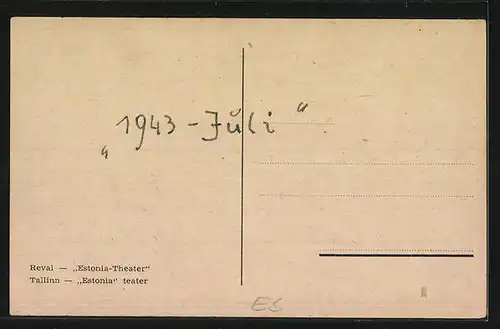 „1943 - Juli“
Reval — „Estonia-Theater“
Tallinn — „Estonia“ teater
ES